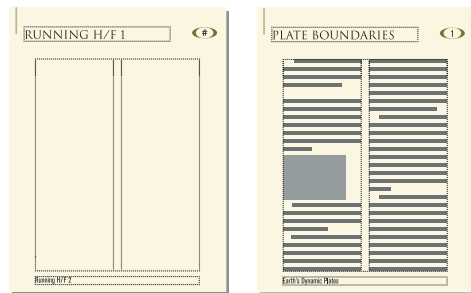 RUNNING H/F 1
#
Running H/F 2
PLATE BOUNDARIES
1
Earth's Dynamic Plates